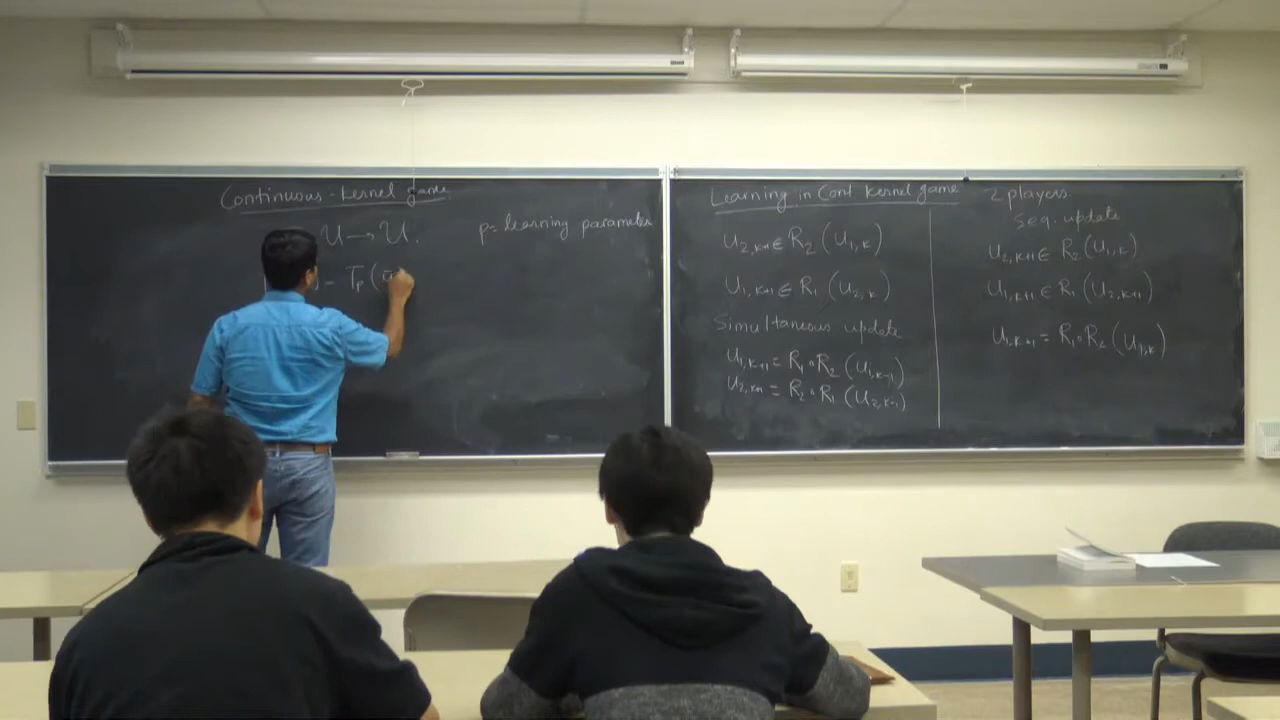 Continuous-kernel game
U → U.
p = learning parameter
= Tp (ū
Learning in Cont kernel game
U2,k+1 ∈ R2 (U1,k)
U1,k+1 ∈ R1 (U2,k)
Simultaneous update
U1,k+1 = R1∘R2 (U1,k-1)
U2,k+1 = R2∘R1 (U2,k-1)
2 players.
Seq. update
U2,k+1 ∈ R2 (U1,k)
U1,k+1 ∈ R1 (U2,k+1)
U1,k+1 = R1∘R2 (U1,k)